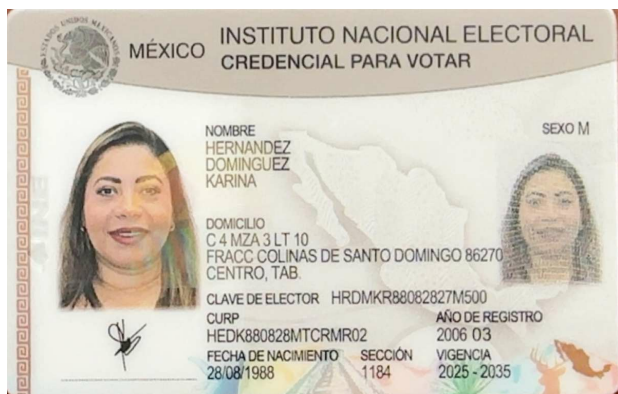 MÉXICO
INSTITUTO NACIONAL ELECTORAL
CREDENCIAL PARA VOTAR
NOMBRE
HERNANDEZ
DOMINGUEZ
KARINA
SEXO M
DOMICILIO
C 4 MZA 3 LT 10
FRACC COLINAS DE SANTO DOMINGO 86270
CENTRO, TAB.
CLAVE DE ELECTOR HRDMKR88082827M500
CURP
HEDK880828MTCRMR02
AÑO DE REGISTRO
2006 03
FECHA DE NACIMIENTO
28/08/1988
SECCIÓN
1184
VIGENCIA
2025 - 2035
ESTADOS UNIDOS MEXICANOS
INE